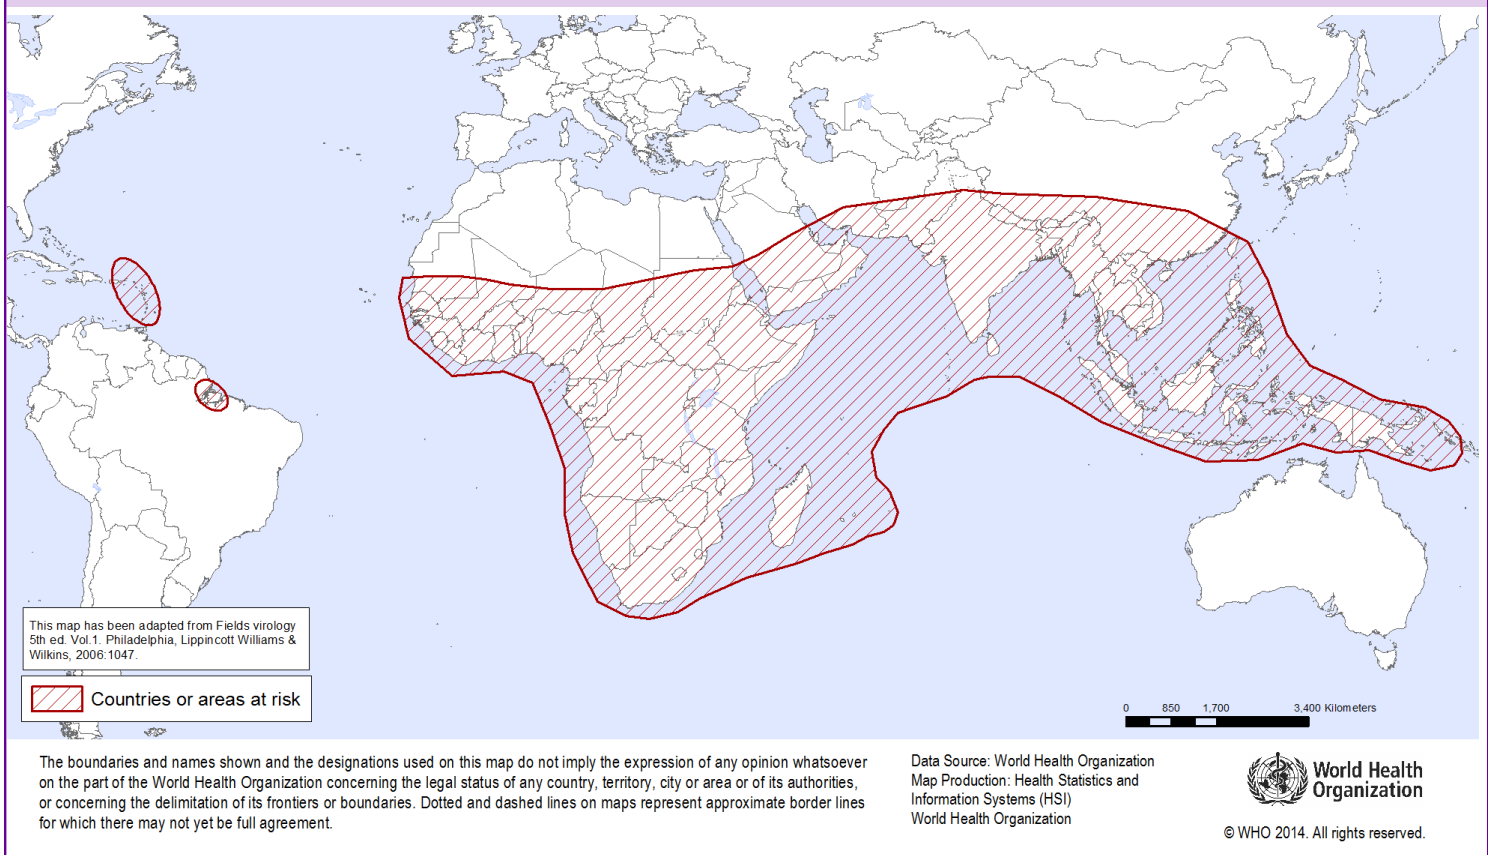 This map has been adapted from Fields virology
5th ed. Vol.1. Philadelphia, Lippincott Williams &
Wilkins, 2006:1047.
Countries or areas at risk
0 850 1,700 3,400 Kilometers
The boundaries and names shown and the designations used on this map do not imply the expression of any opinion whatsoever
on the part of the World Health Organization concerning the legal status of any country, territory, city or area or of its authorities,
or concerning the delimitation of its frontiers or boundaries. Dotted and dashed lines on maps represent approximate border lines
for which there may not yet be full agreement.
Data Source: World Health Organization
Map Production: Health Statistics and
Information Systems (HSI)
World Health Organization
World Health
Organization
© WHO 2014. All rights reserved.